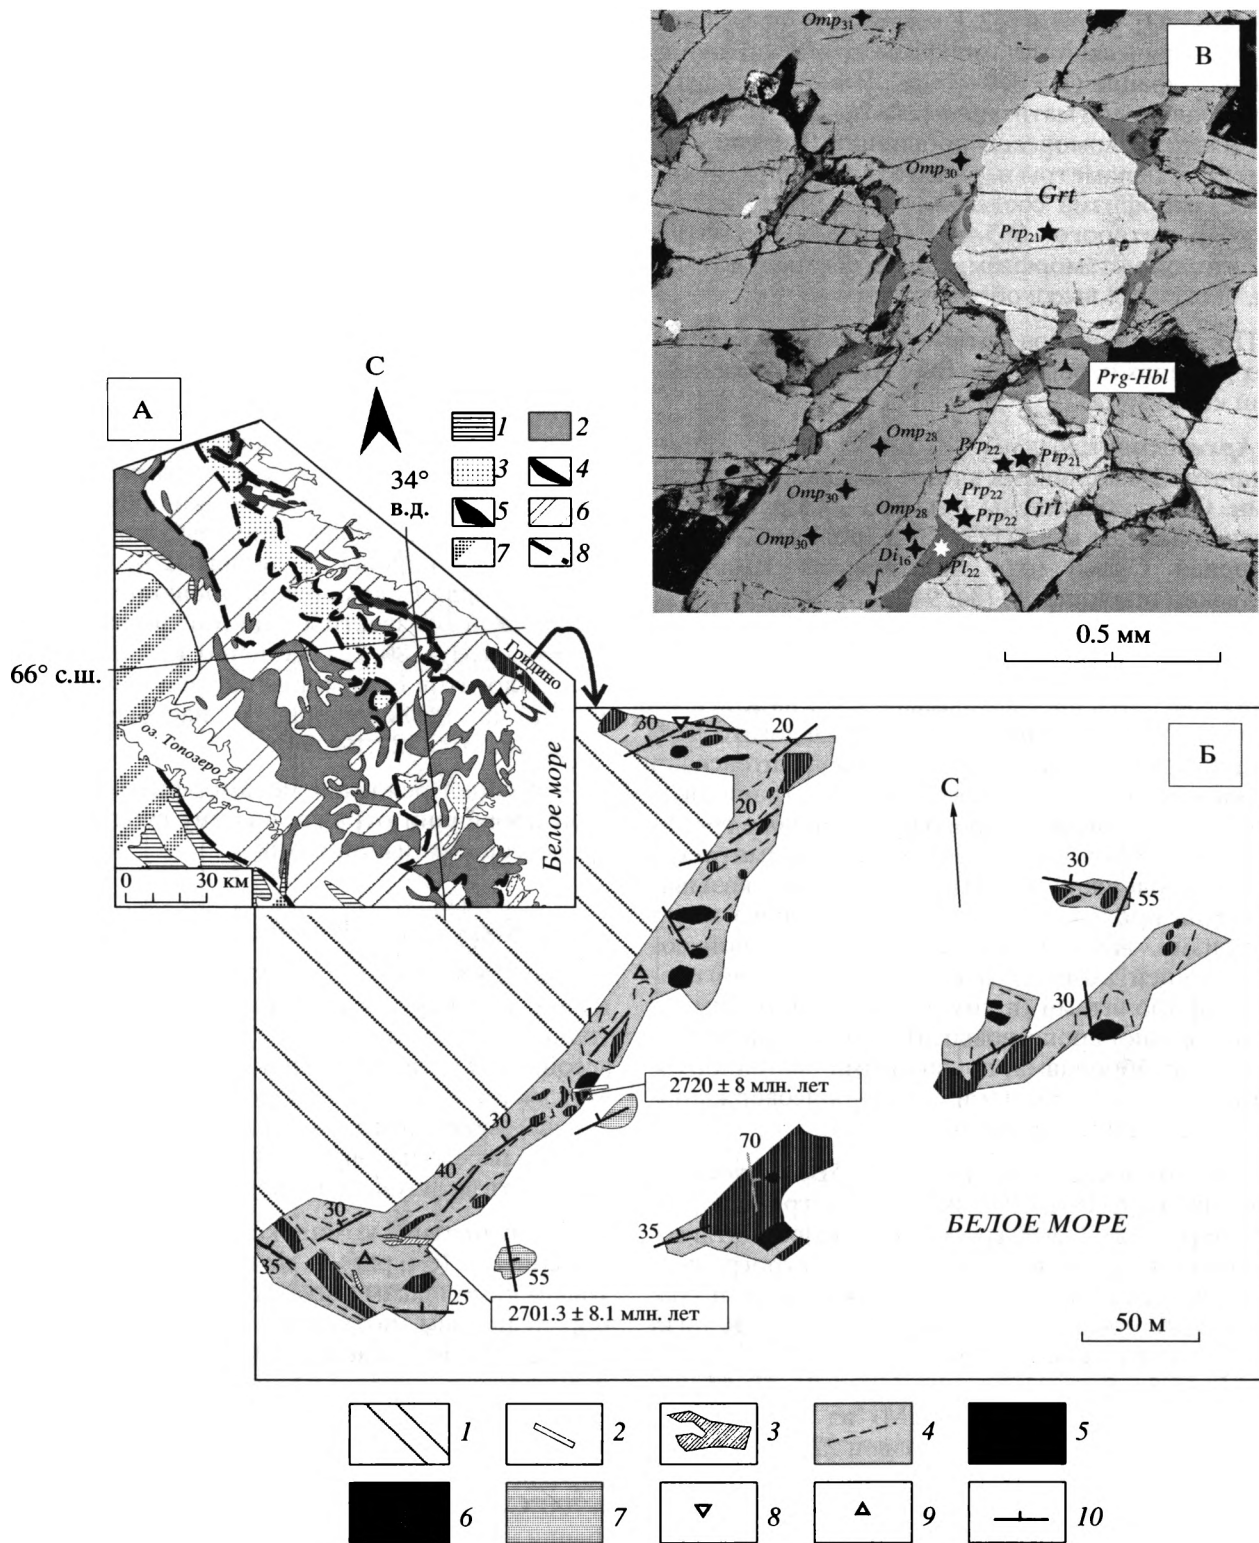 Omp31
В
Omp30
Grt
Prp21
Prg-Hbl
Omp28
Prp22
Prp21
Omp30
Prp22
Grt
Omp28
Prp22
Omp30
Di16
Pl22
0.5 мм
А
С
1
2
3
4
5
6
7
8
34°
в.д.
66° с.ш.
Гридино
оз. Топозеро
Белое море
0
30 км
Б
30
20
20
С
30
55
30
17
2720 ± 8 млн. лет
30
40
70
30
35
35
БЕЛОЕ МОРЕ
25
55
2701.3 ± 8.1 млн. лет
50 м
1
2
3
4
5
6
7
8
9
10